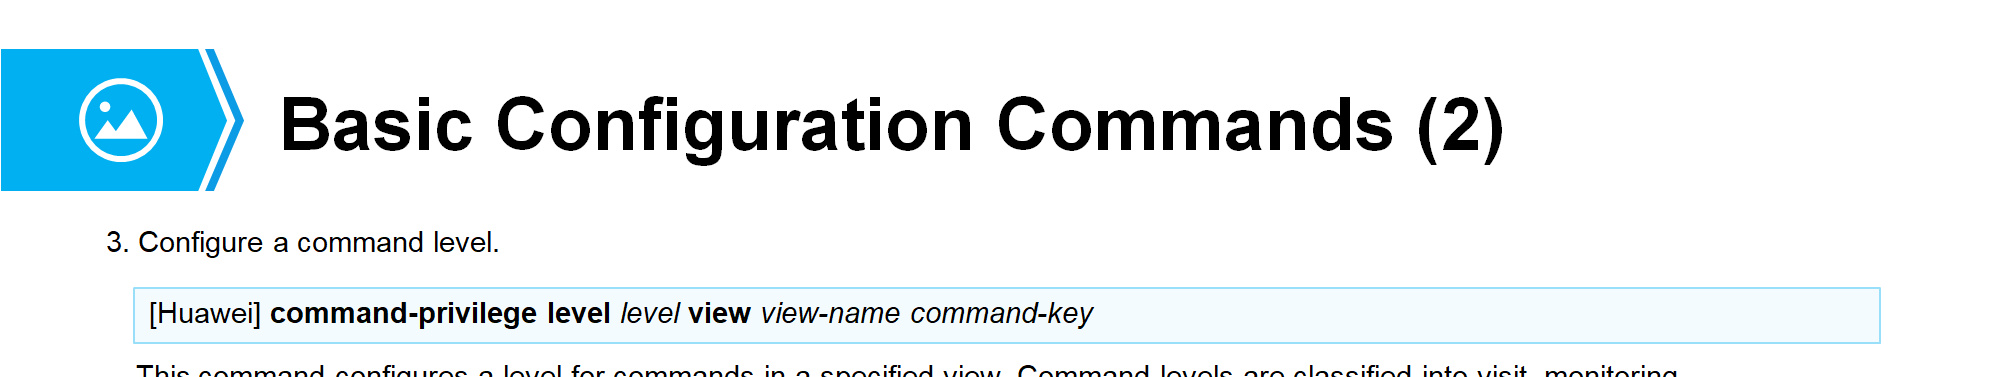 Basic Configuration Commands (2)
3. Configure a command level.
[Huawei] command-privilege level level view view-name command-key
This command configures a level for commands in a specified view. Command levels are classified into visit, monitoring,